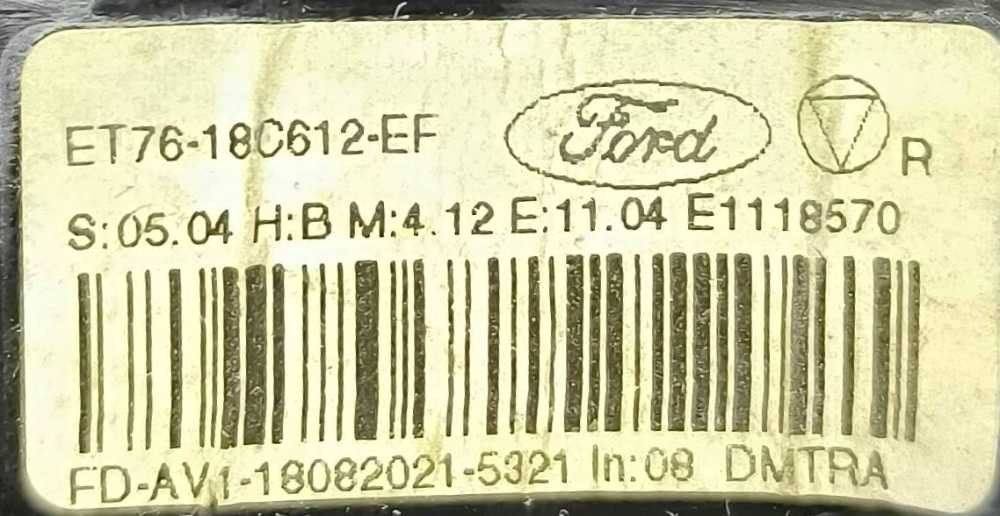 ET76-18C612-EF Ford R
S:05.04 H:B M:4.12 E:11.04 E1118570
FD-AV1-18082021-5321 In:08 DMTRA